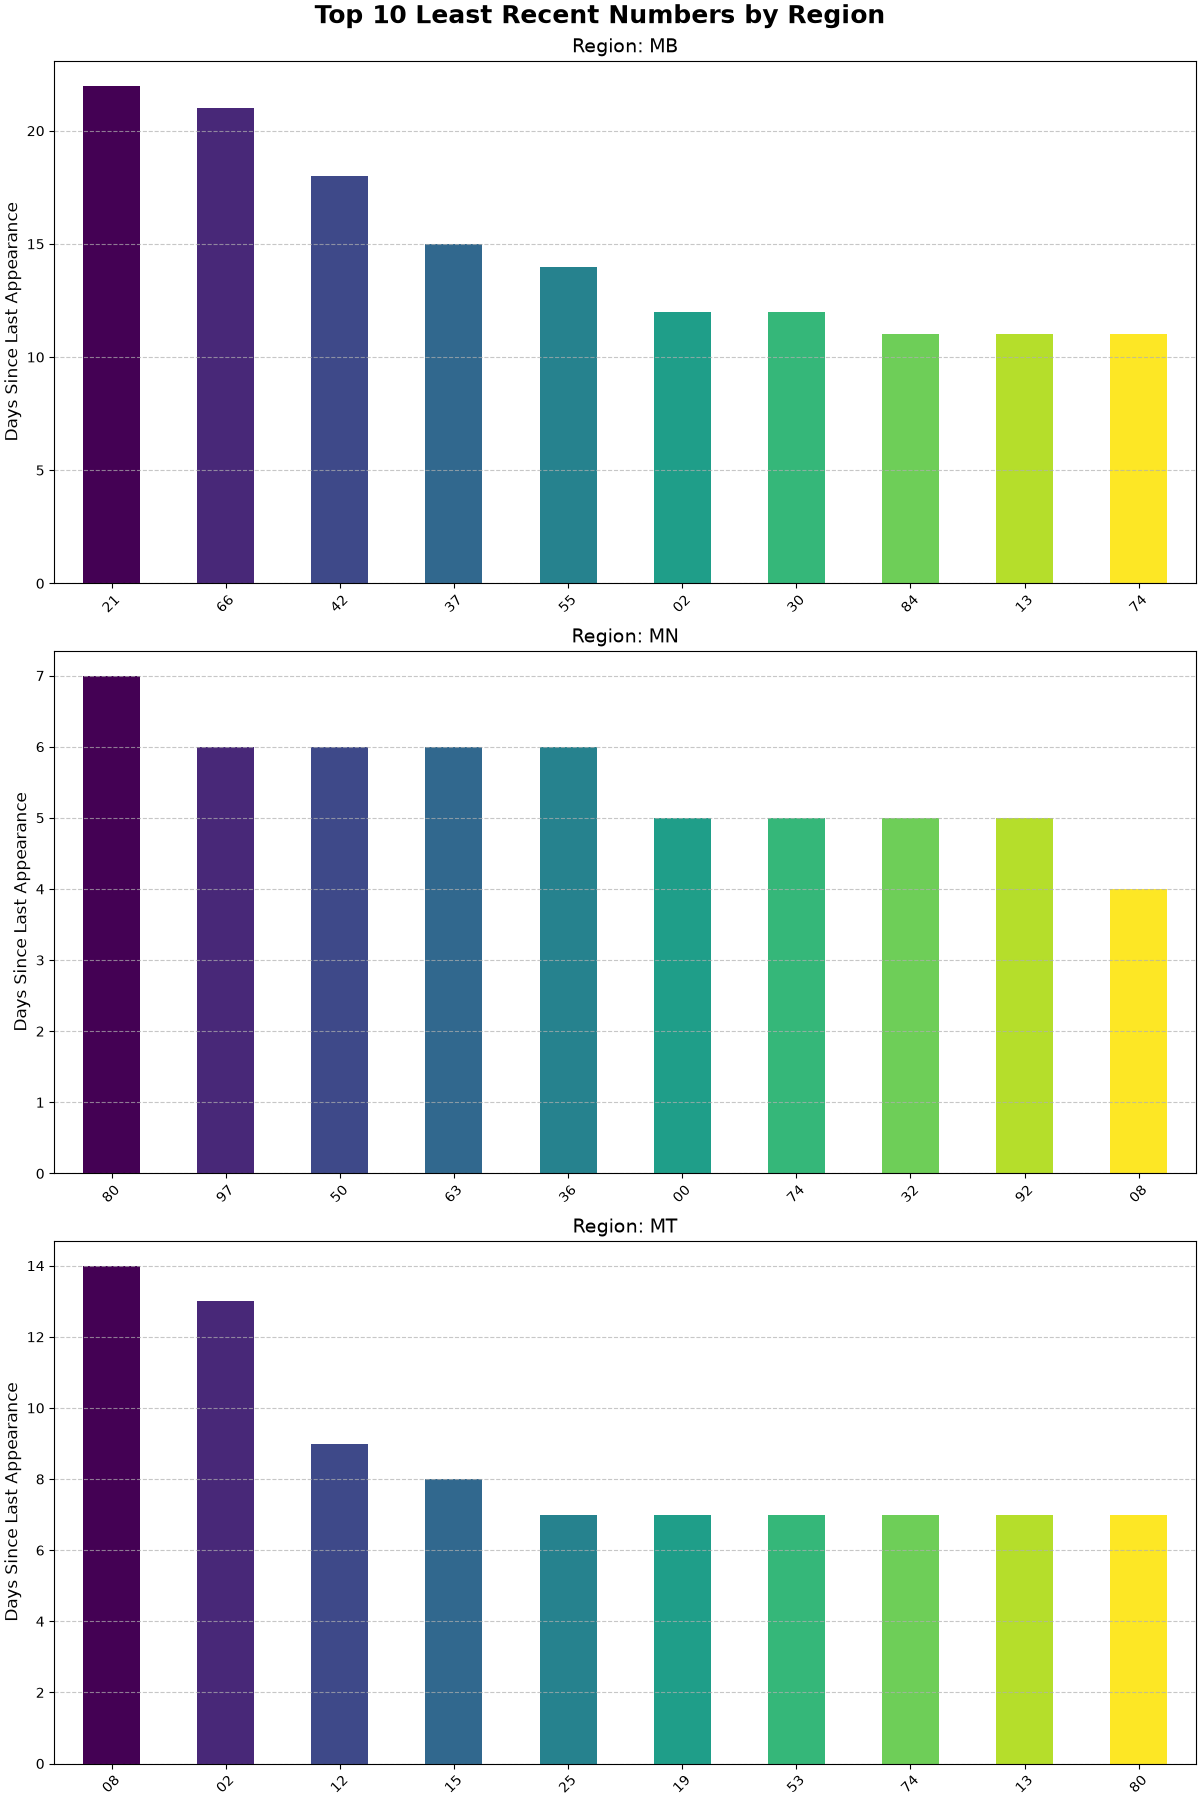 Top 10 Least Recent Numbers by Region
Region: MB
Days Since Last Appearance
20
15
10
5
0
21 66 42 37 55 02 30 84 13 74
Region: MN
Days Since Last Appearance
7
6
5
4
3
2
1
0
80 97 50 63 36 00 74 32 92 08
Region: MT
Days Since Last Appearance
14
12
10
8
6
4
2
0
08 02 12 15 25 19 53 74 13 80